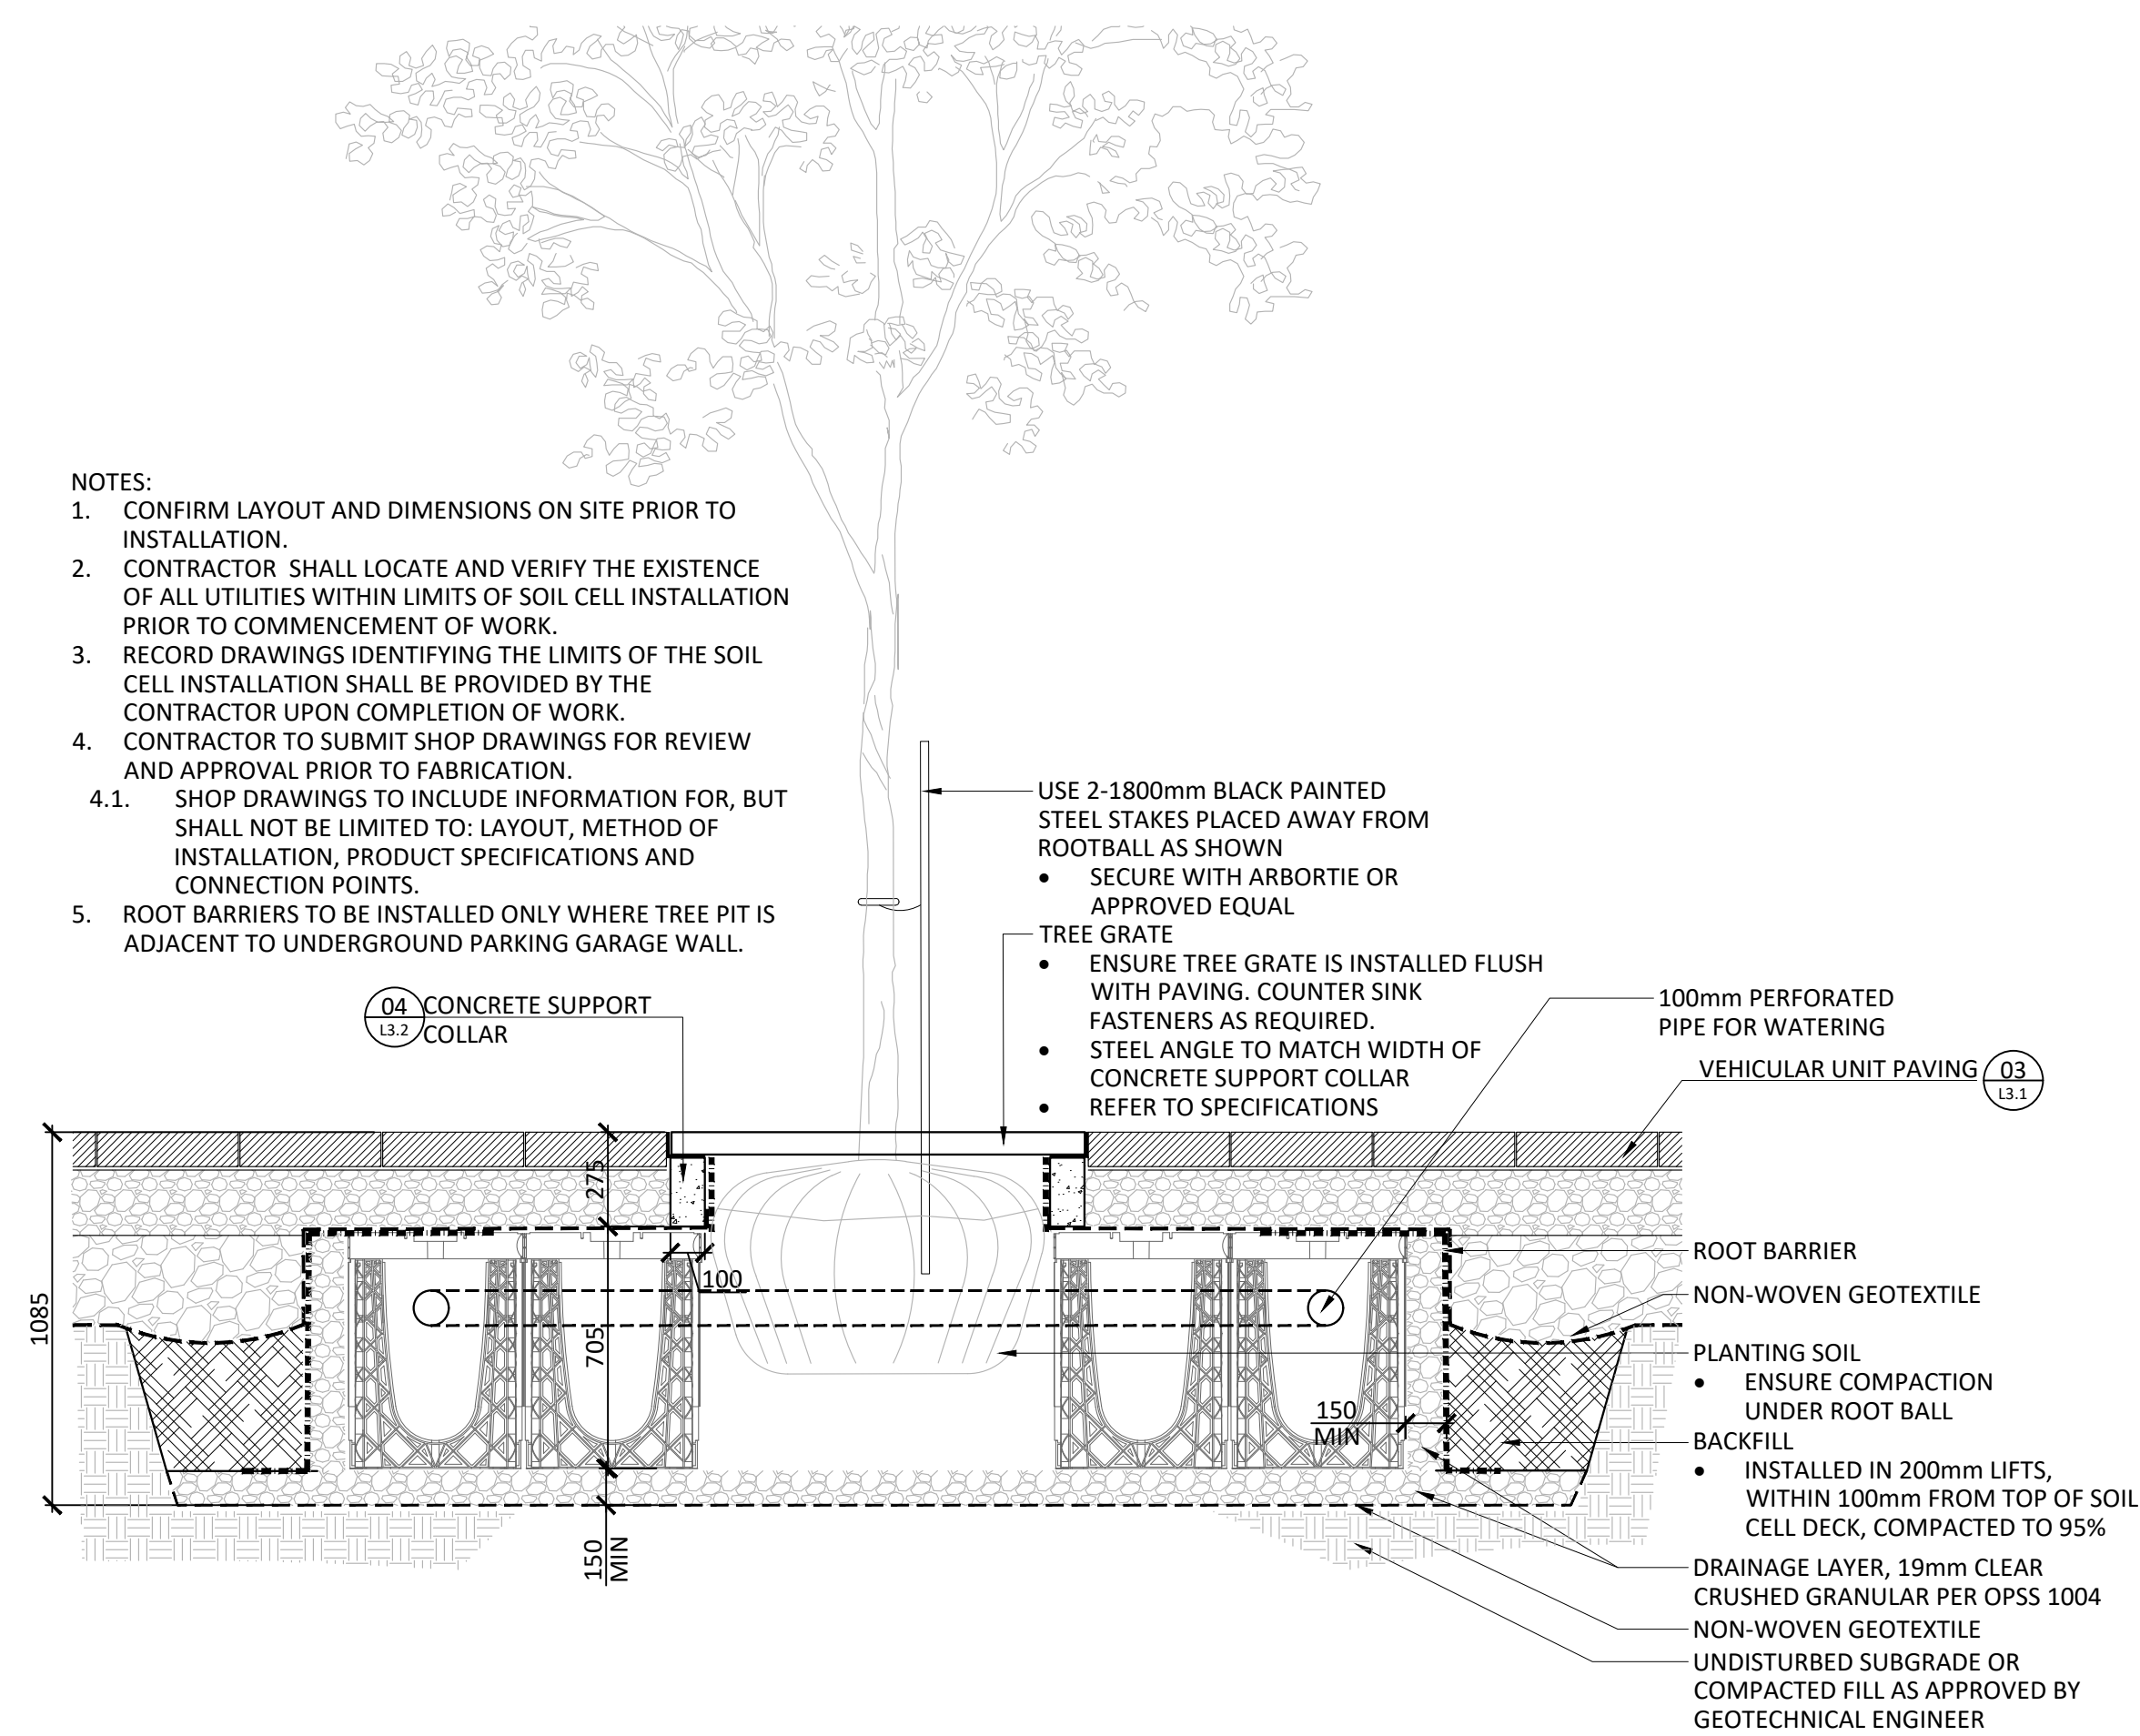 NOTES:
1. CONFIRM LAYOUT AND DIMENSIONS ON SITE PRIOR TO
INSTALLATION.
2. CONTRACTOR SHALL LOCATE AND VERIFY THE EXISTENCE
OF ALL UTILITIES WITHIN LIMITS OF SOIL CELL INSTALLATION
PRIOR TO COMMENCEMENT OF WORK.
3. RECORD DRAWINGS IDENTIFYING THE LIMITS OF THE SOIL
CELL INSTALLATION SHALL BE PROVIDED BY THE
CONTRACTOR UPON COMPLETION OF WORK.
4. CONTRACTOR TO SUBMIT SHOP DRAWINGS FOR REVIEW
AND APPROVAL PRIOR TO FABRICATION.
4.1. SHOP DRAWINGS TO INCLUDE INFORMATION FOR, BUT
SHALL NOT BE LIMITED TO: LAYOUT, METHOD OF
INSTALLATION, PRODUCT SPECIFICATIONS AND
CONNECTION POINTS.
5. ROOT BARRIERS TO BE INSTALLED ONLY WHERE TREE PIT IS
ADJACENT TO UNDERGROUND PARKING GARAGE WALL.
USE 2-1800mm BLACK PAINTED
STEEL STAKES PLACED AWAY FROM
ROOTBALL AS SHOWN
• SECURE WITH ARBORTIE OR
APPROVED EQUAL
TREE GRATE
• ENSURE TREE GRATE IS INSTALLED FLUSH
WITH PAVING. COUNTER SINK
FASTENERS AS REQUIRED.
• STEEL ANGLE TO MATCH WIDTH OF
CONCRETE SUPPORT COLLAR
• REFER TO SPECIFICATIONS
04
L3.2
CONCRETE SUPPORT
COLLAR
100mm PERFORATED
PIPE FOR WATERING
VEHICULAR UNIT PAVING
03
L3.1
1085
275
705
100
150
MIN
150
MIN
ROOT BARRIER
NON-WOVEN GEOTEXTILE
PLANTING SOIL
• ENSURE COMPACTION
UNDER ROOT BALL
BACKFILL
• INSTALLED IN 200mm LIFTS,
WITHIN 100mm FROM TOP OF SOIL
CELL DECK, COMPACTED TO 95%
DRAINAGE LAYER, 19mm CLEAR
CRUSHED GRANULAR PER OPSS 1004
NON-WOVEN GEOTEXTILE
UNDISTURBED SUBGRADE OR
COMPACTED FILL AS APPROVED BY
GEOTECHNICAL ENGINEER